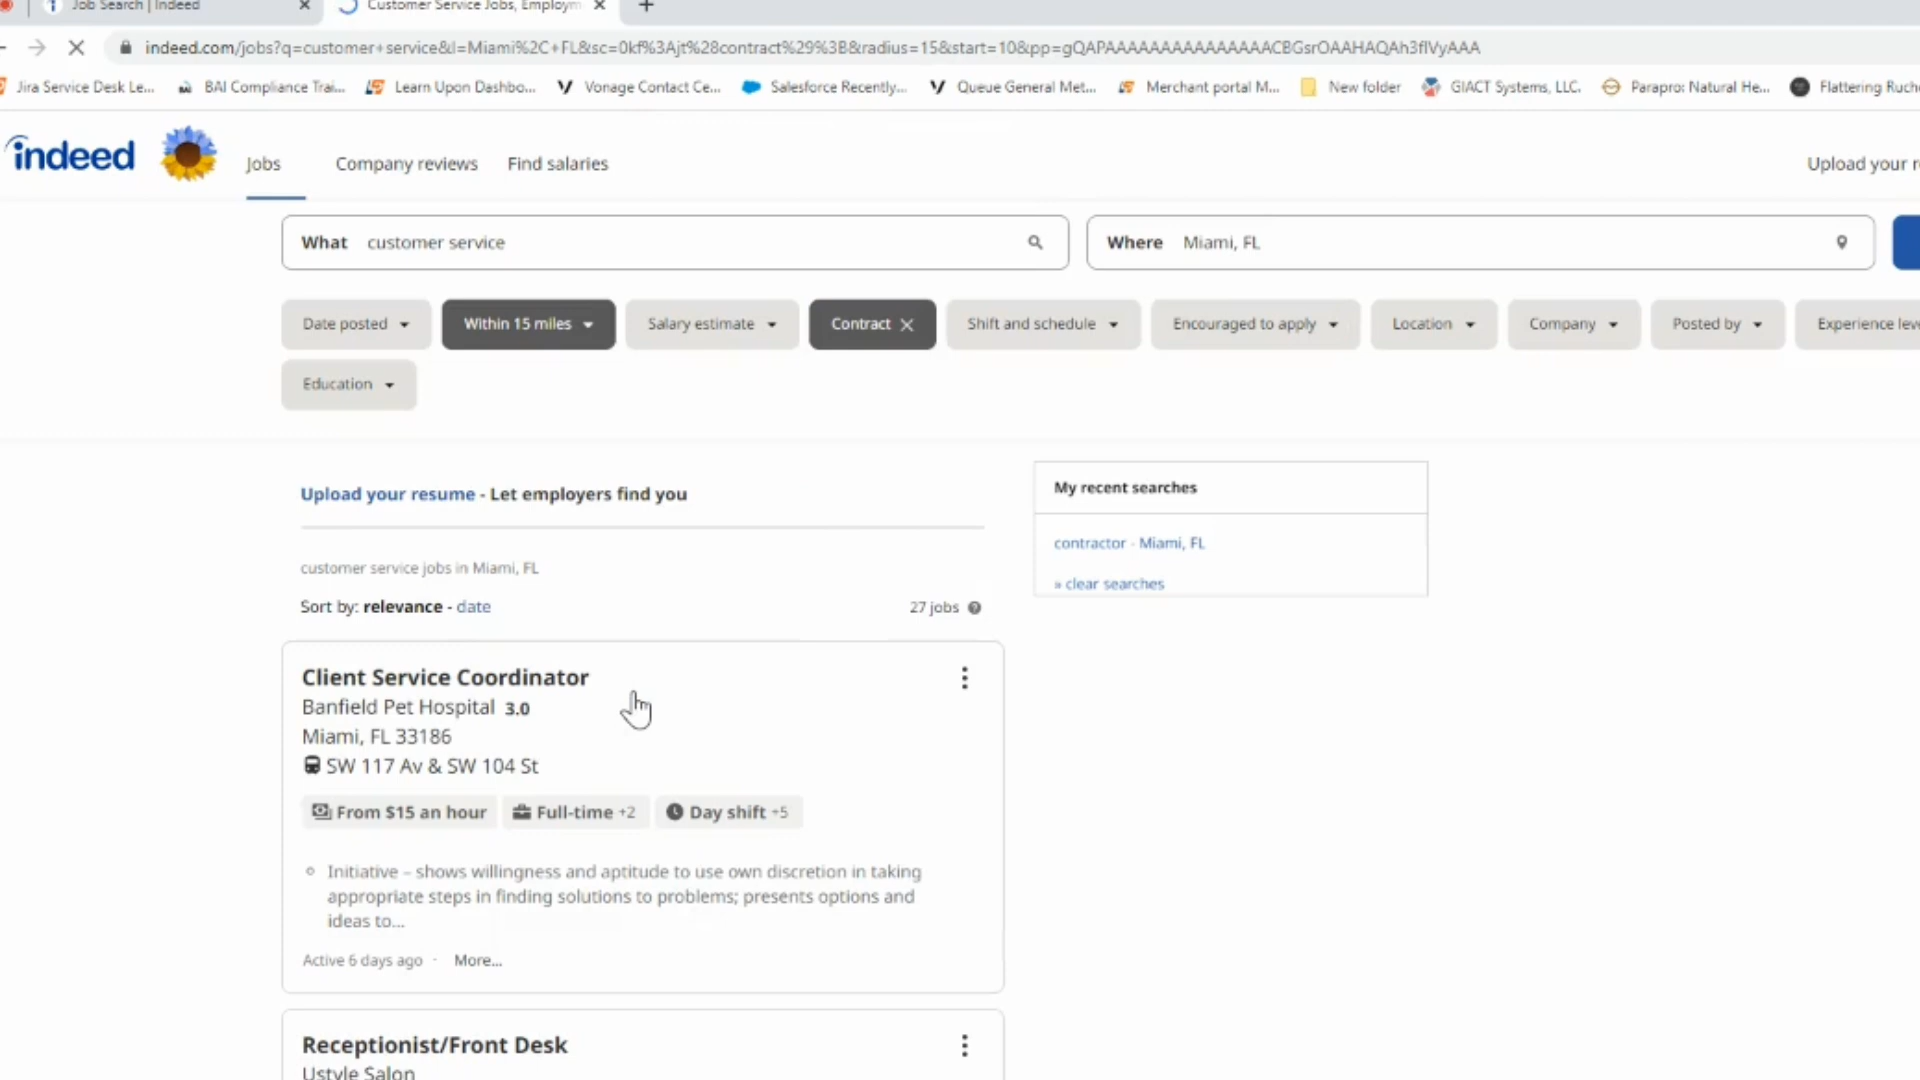 Job Search | Indeed
Customer Service Jobs, Employm
indeed.com/jobs?q=customer+service&l=Miami%2C+FL&sc=0kf%3Ajt%28contract%29%3B&radius=15&start=10&pp=gQAPAAAAAAAAAAAAAAACBGsrOAAHAQAh3flVyAAA
Jira Service Desk Le...
BAI Compliance Trai...
Learn Upon Dashbo...
Vonage Contact Ce...
Salesforce Recently...
Queue General Met...
Merchant portal M...
New folder
GIACT Systems, LLC.
Parapro: Natural He...
Flattering Ruch
indeed
Jobs
Company reviews
Find salaries
Upload your r
What customer service
Where Miami, FL
Date posted
Within 15 miles
Salary estimate
Contract
Shift and schedule
Encouraged to apply
Location
Company
Posted by
Experience leve
Education
Upload your resume - Let employers find you
customer service jobs in Miami, FL
Sort by: relevance - date
27 jobs
My recent searches
contractor - Miami, FL
» clear searches
Client Service Coordinator
Banfield Pet Hospital 3.0
Miami, FL 33186
SW 117 Av & SW 104 St
From $15 an hour
Full-time +2
Day shift +5
Initiative – shows willingness and aptitude to use own discretion in taking
appropriate steps in finding solutions to problems; presents options and
ideas to...
Active 6 days ago · More...
Receptionist/Front Desk
Ustyle Salon